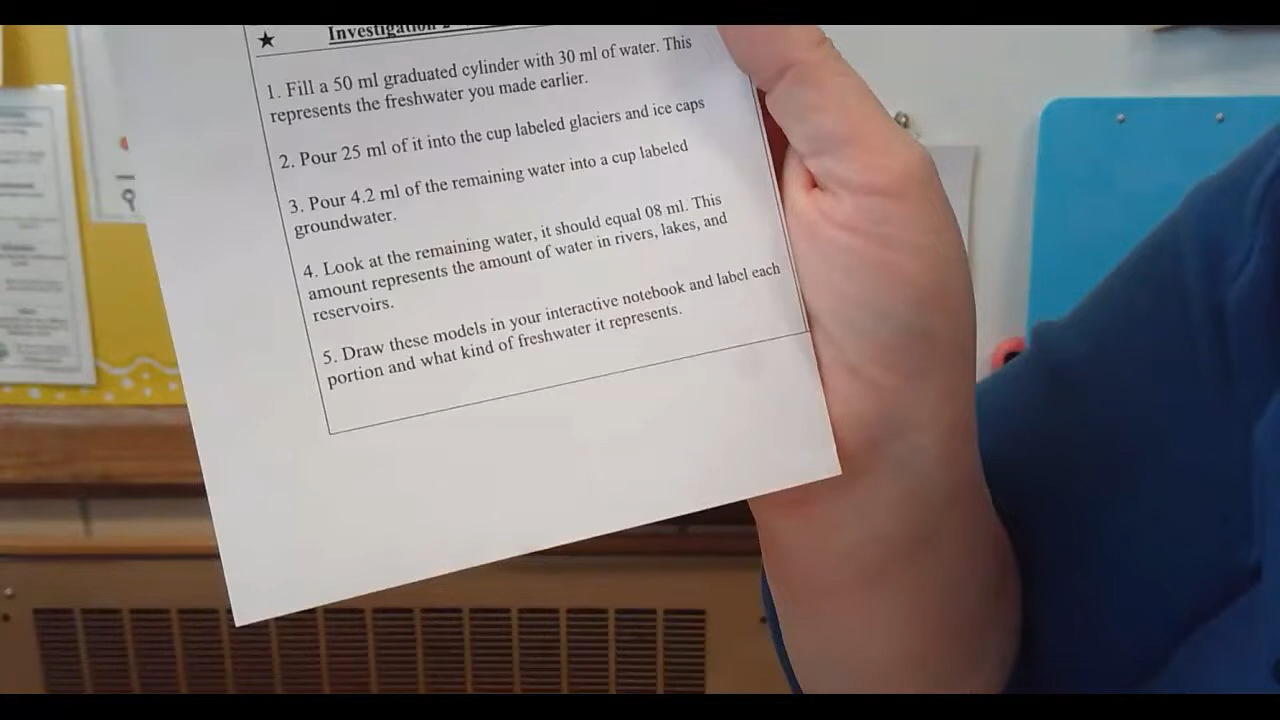 ★ Investigation 2
1. Fill a 50 ml graduated cylinder with 30 ml of water. This
represents the freshwater you made earlier.
2. Pour 25 ml of it into the cup labeled glaciers and ice caps
3. Pour 4.2 ml of the remaining water into a cup labeled
groundwater.
4. Look at the remaining water, it should equal 08 ml. This
amount represents the amount of water in rivers, lakes, and
reservoirs.
5. Draw these models in your interactive notebook and label each
portion and what kind of freshwater it represents.